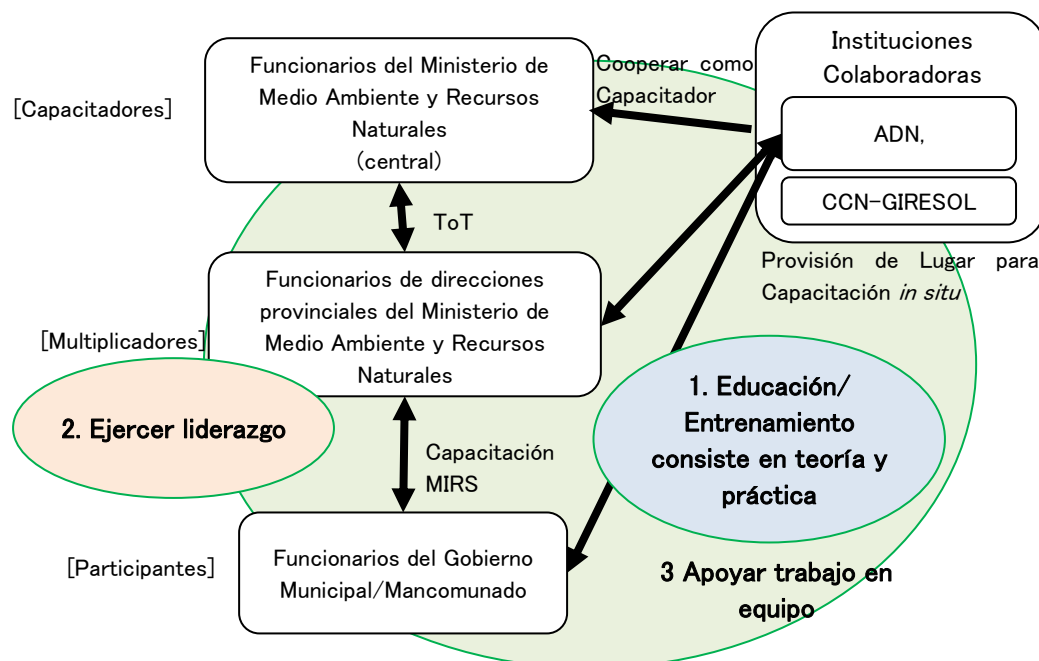 [Capacitadores]
Funcionarios del Ministerio de
Medio Ambiente y Recursos
Naturales
(central)
Cooperar como
Capacitador
Instituciones
Colaboradoras
ADN,
CCN-GIRESOL
Provisión de Lugar para
Capacitación in situ
ToT
[Multiplicadores]
Funcionarios de direcciones
provinciales del Ministerio de
Medio Ambiente y Recursos
Naturales
2. Ejercer liderazgo
1. Educación/
Entrenamiento
consiste en teoría y
práctica
Capacitación
MIRS
[Participantes]
Funcionarios del Gobierno
Municipal/Mancomunado
3 Apoyar trabajo en
equipo